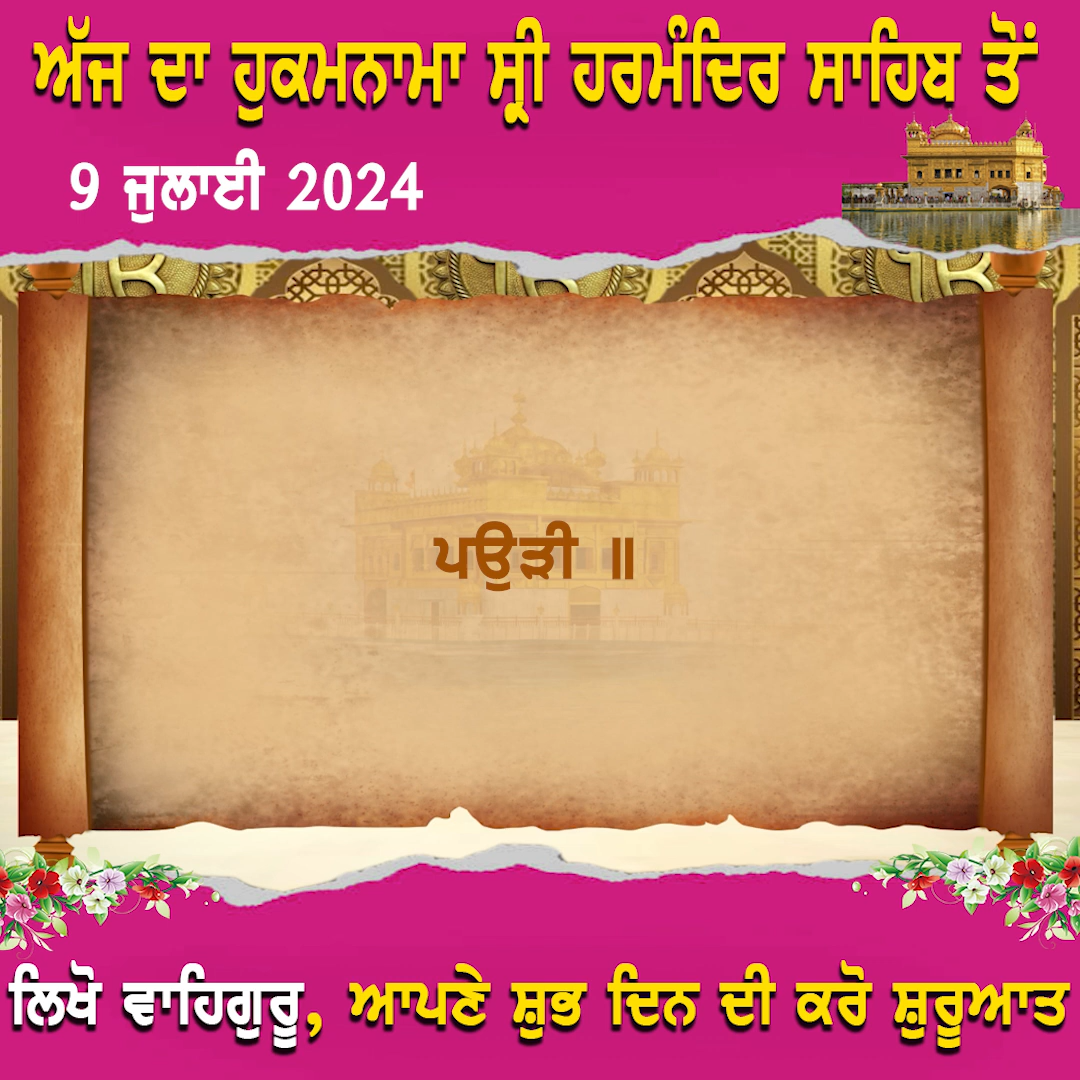 ਅੱਜ ਦਾ ਹੁਕਮਨਾਮਾ ਸ੍ਰੀ ਹਰਮੰਦਿਰ ਸਾਹਿਬ ਤੋਂ
9 ਜੁਲਾਈ 2024
ਪਉੜੀ ॥
ਲਿਖੋ ਵਾਹਿਗੁਰੂ, ਆਪਣੇ ਸ਼ੁਭ ਦਿਨ ਦੀ ਕਰੋ ਸ਼ੁਰੂਆਤ